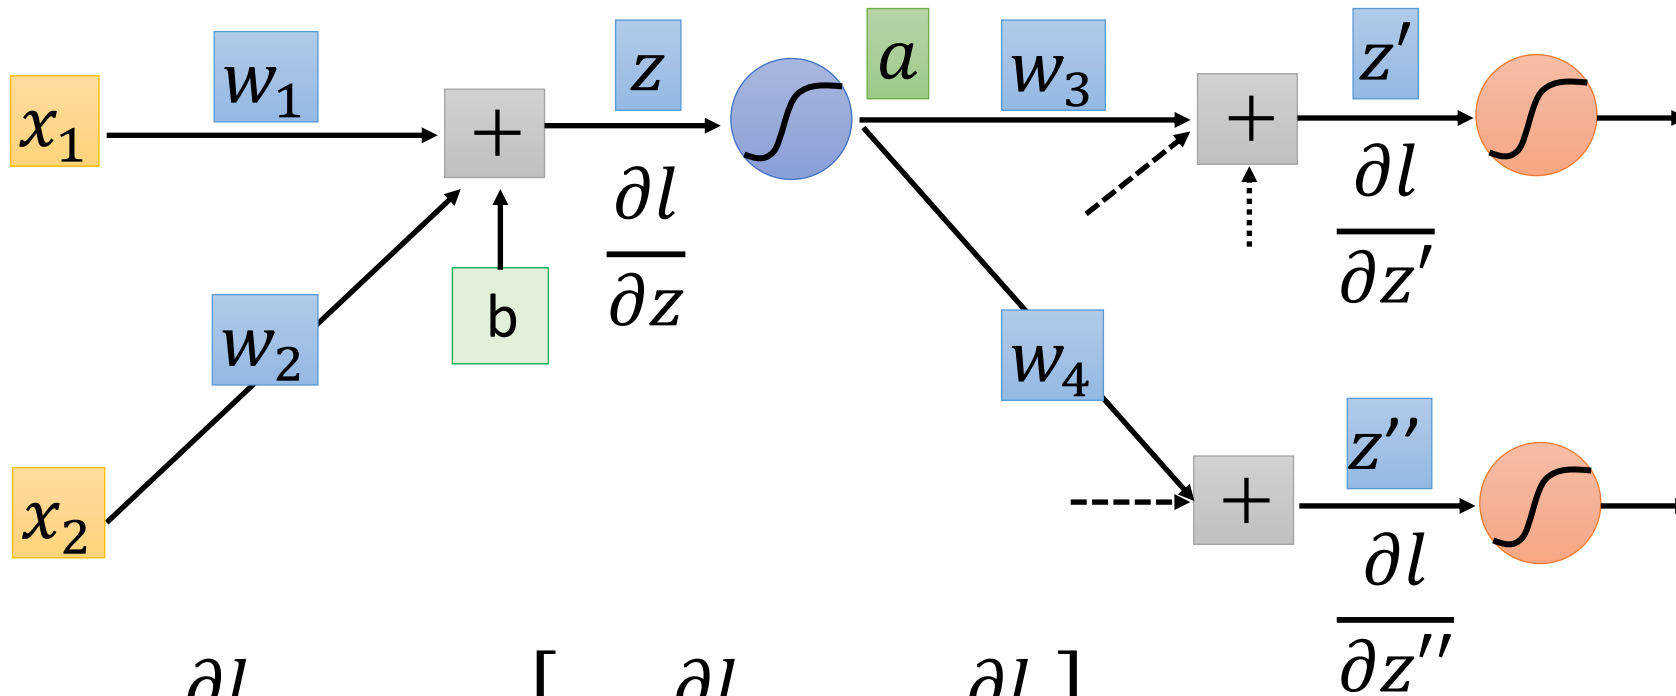 x₁
w₁
+
z
a
w₃
+
z′
∂l
∂z
∂l
∂z′
b
w₂
w₄
x₂
+
z′′
∂l
∂z′′
∂l [ ∂l ∂l ]